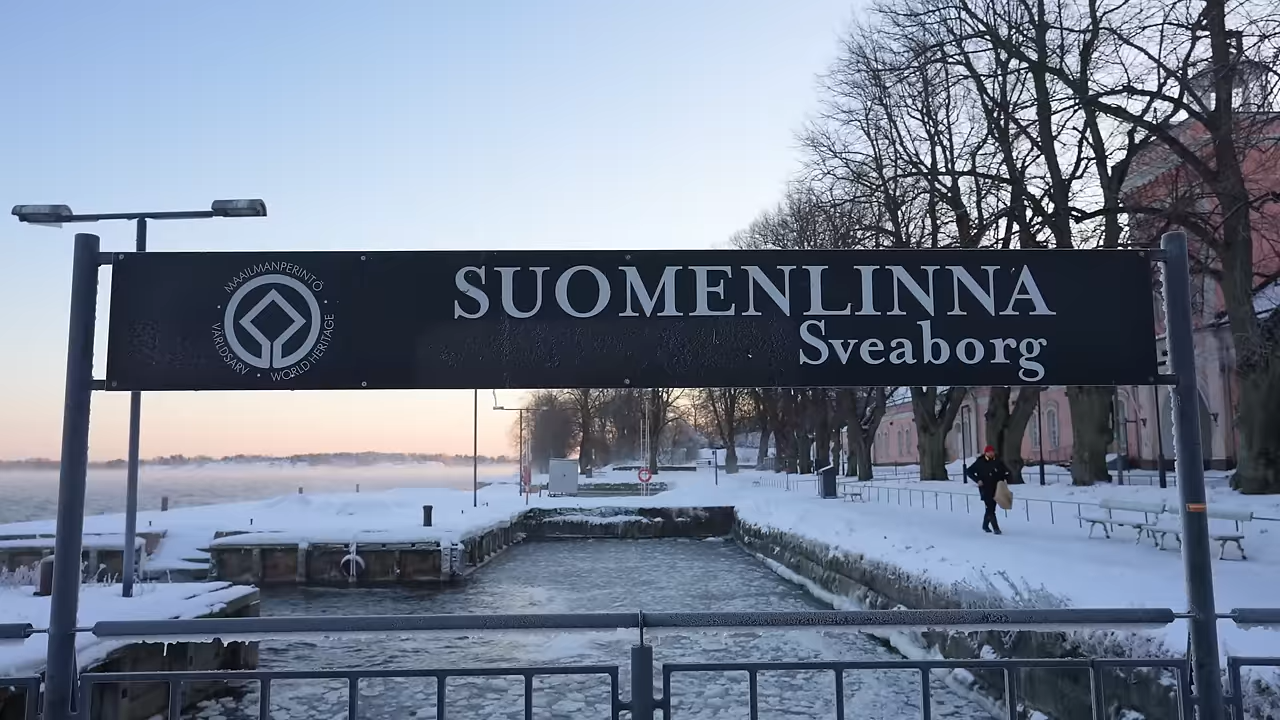 MAAILMANPERINTÖ
VÄRLDSARV • WORLD HERITAGE •
SUOMENLINNA
Sveaborg